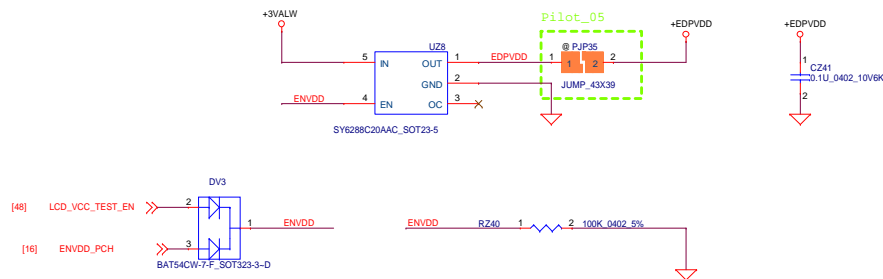 Pilot_05
+3VALW
+EDPVDD
+EDPVDD
UZ8
@ PJP35
5 IN OUT 1 EDPVDD 1 1 2 2
1
CZ41
0.1U_0402_10V6K
2
GND 2
JUMP_43X39
ENVDD 4 EN OC 3
SY6288C20AAC_SOT23-5
DV3
[48] LCD_VCC_TEST_EN 2
1 ENVDD
ENVDD RZ40 1 2 100K_0402_5%
[16] ENVDD_PCH 3
BAT54CW-7-F_SOT323-3~D